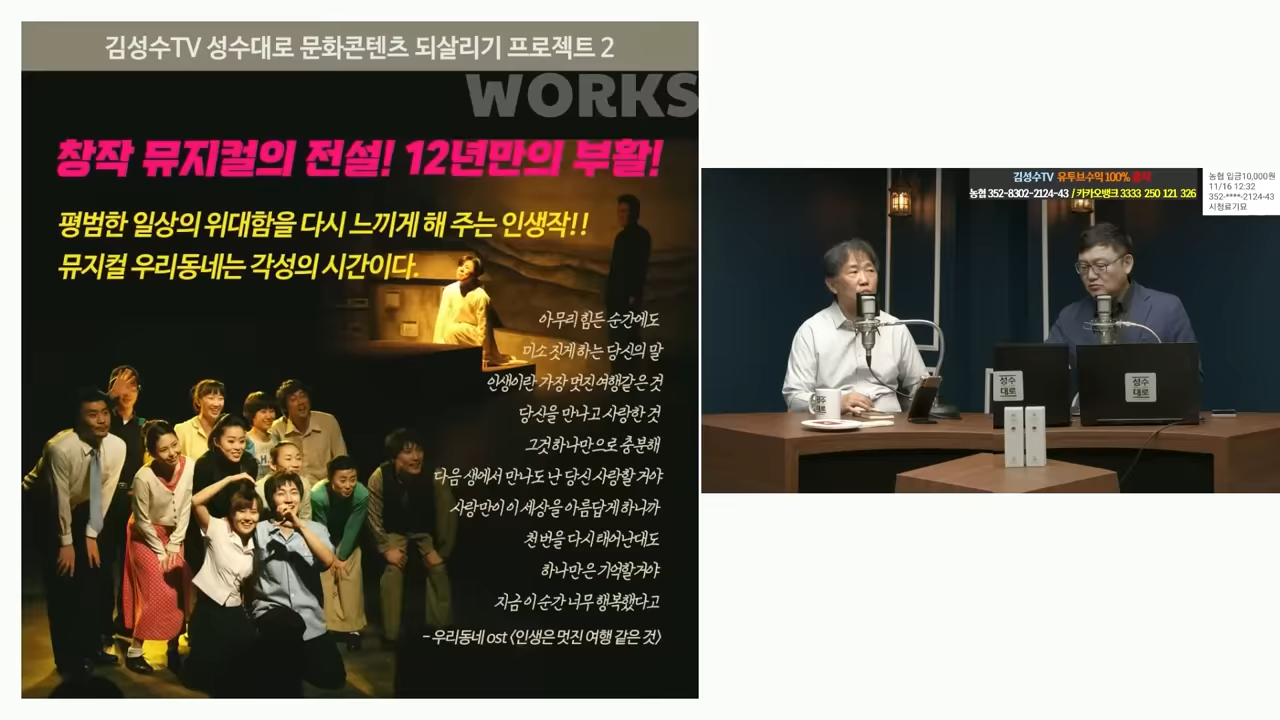 김성수TV 성수대로 문화콘텐츠 되살리기 프로젝트 2
WORKS
창작 뮤지컬의 전설! 12년만의 부활!
평범한 일상의 위대함을 다시 느끼게 해 주는 인생작!!
뮤지컬 우리동네는 각성의 시간이다.
아무리 힘든 순간에도
미소 짓게 하는 당신의 말
인생이란 가장 멋진 여행같은 것
당신을 만나고 사랑한 것
그것 하나만으로 충분해
다음 생에서 만나도 난 당신 사랑할 거야
사랑만이 이 세상을 아름답게 하니까
천 번을 다시 태어난대도
하나만은 기억할거야
지금 이 순간 너무 행복했다고
- 우리동네 ost <인생은 멋진 여행 같은 것>
김성수TV 유투브수익 100%
농협 352-8302-2124-43 / 카카오뱅크 3333 250 121 326
농협 입금10,000원
11/16 12:32
352-****-2124-43
시청료기묘
성수
대로
성수
대로
성수
대로